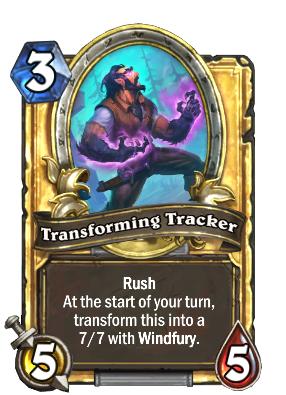 3
Transforming Tracker
Rush
At the start of your turn,
transform this into a
7/7 with Windfury.
5 5